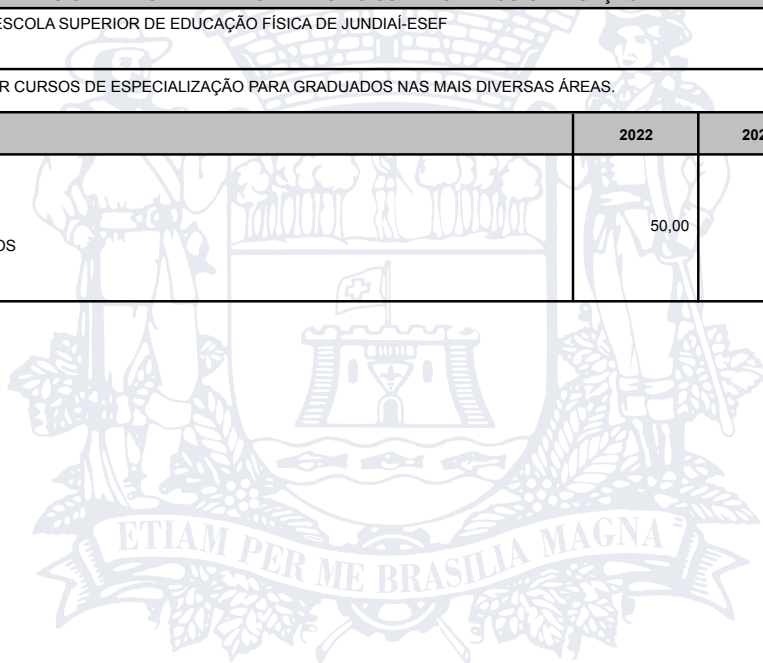 ESCOLA SUPERIOR DE EDUCAÇÃO FÍSICA DE JUNDIAÍ-ESEF
R CURSOS DE ESPECIALIZAÇÃO PARA GRADUADOS NAS MAIS DIVERSAS ÁREAS.
2022 202
50,00
OS
ETIAM PER ME BRASILIA MAGNA